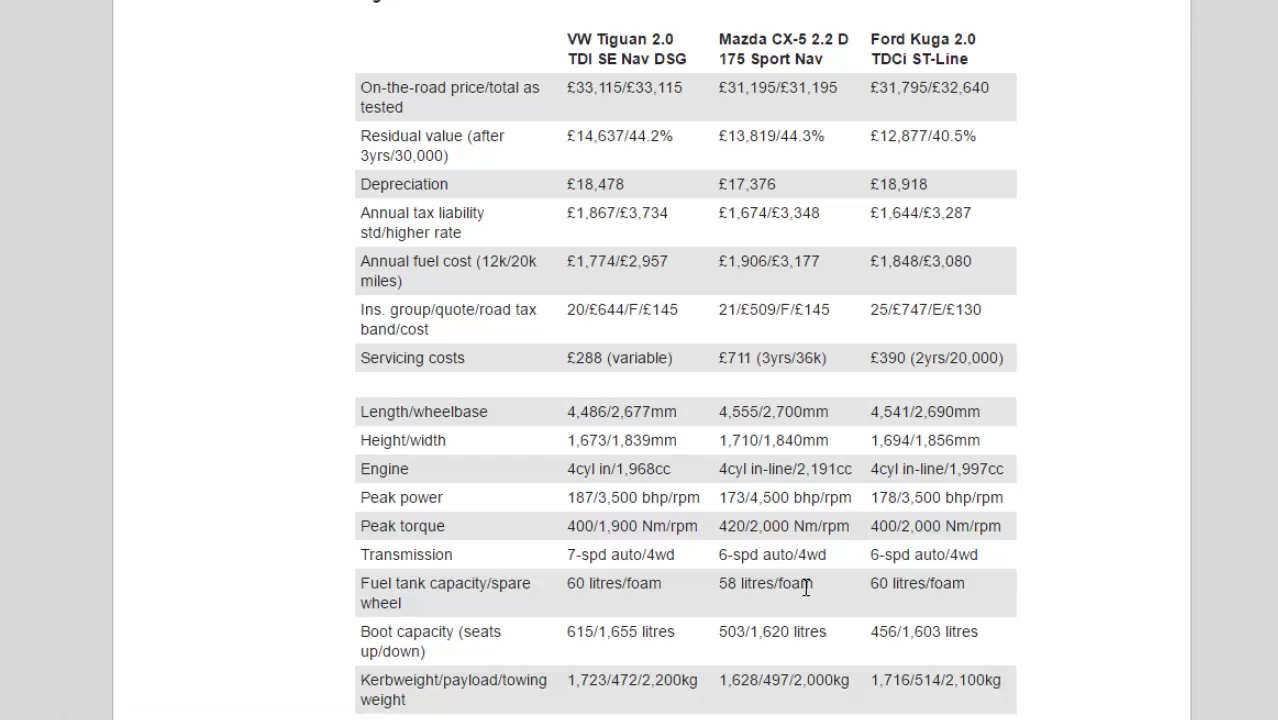 VW Tiguan 2.0 Mazda CX-5 2.2 D Ford Kuga 2.0
TDI SE Nav DSG 175 Sport Nav TDCi ST-Line
On-the-road price/total as £33,115/£33,115 £31,195/£31,195 £31,795/£32,640
tested
Residual value (after £14,637/44.2% £13,819/44.3% £12,877/40.5%
3yrs/30,000)
Depreciation £18,478 £17,376 £18,918
Annual tax liability £1,867/£3,734 £1,674/£3,348 £1,644/£3,287
std/higher rate
Annual fuel cost (12k/20k £1,774/£2,957 £1,906/£3,177 £1,848/£3,080
miles)
Ins. group/quote/road tax 20/£644/F/£145 21/£509/F/£145 25/£747/E/£130
band/cost
Servicing costs £288 (variable) £711 (3yrs/36k) £390 (2yrs/20,000)
Length/wheelbase 4,486/2,677mm 4,555/2,700mm 4,541/2,690mm
Height/width 1,673/1,839mm 1,710/1,840mm 1,694/1,856mm
Engine 4cyl in/1,968cc 4cyl in-line/2,191cc 4cyl in-line/1,997cc
Peak power 187/3,500 bhp/rpm 173/4,500 bhp/rpm 178/3,500 bhp/rpm
Peak torque 400/1,900 Nm/rpm 420/2,000 Nm/rpm 400/2,000 Nm/rpm
Transmission 7-spd auto/4wd 6-spd auto/4wd 6-spd auto/4wd
Fuel tank capacity/spare 60 litres/foam 58 litres/foam 60 litres/foam
wheel
Boot capacity (seats 615/1,655 litres 503/1,620 litres 456/1,603 litres
up/down)
Kerbweight/payload/towing 1,723/472/2,200kg 1,628/497/2,000kg 1,716/514/2,100kg
weight